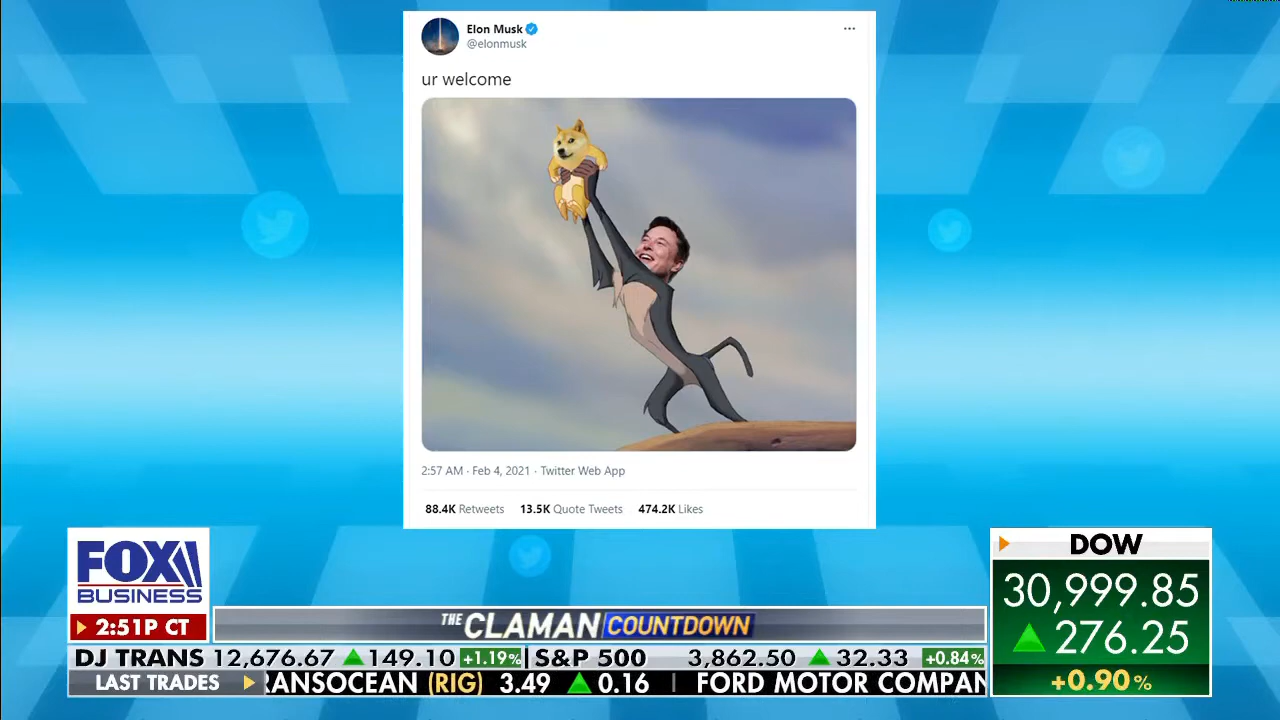 Elon Musk
@elonmusk
ur welcome
2:57 AM · Feb 4, 2021 · Twitter Web App
88.4K Retweets 13.5K Quote Tweets 474.2K Likes
FOX
BUSINESS
2:51P CT
THE CLAMAN COUNTDOWN
DOW
30,999.85
276.25
+0.90%
DJ TRANS 12,676.67 149.10 +1.19% S&P 500 3,862.50 32.33 +0.84%
LAST TRADES RANSOCEAN (RIG) 3.49 0.16 | FORD MOTOR COMPAN